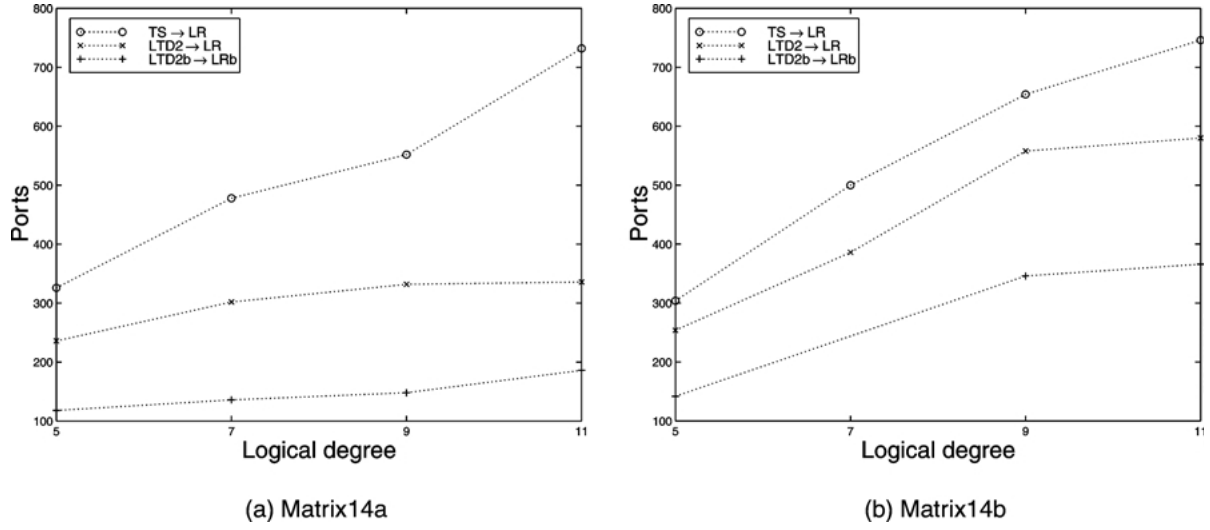 800
700
600
500
400
300
200
100
Ports
TS → LR
LTD2 → LR
LTD2b → LRb
5 7 9 11
Logical degree
(a) Matrix14a
800
700
600
500
400
300
200
100
Ports
TS → LR
LTD2 → LR
LTD2b → LRb
5 7 9 11
Logical degree
(b) Matrix14b